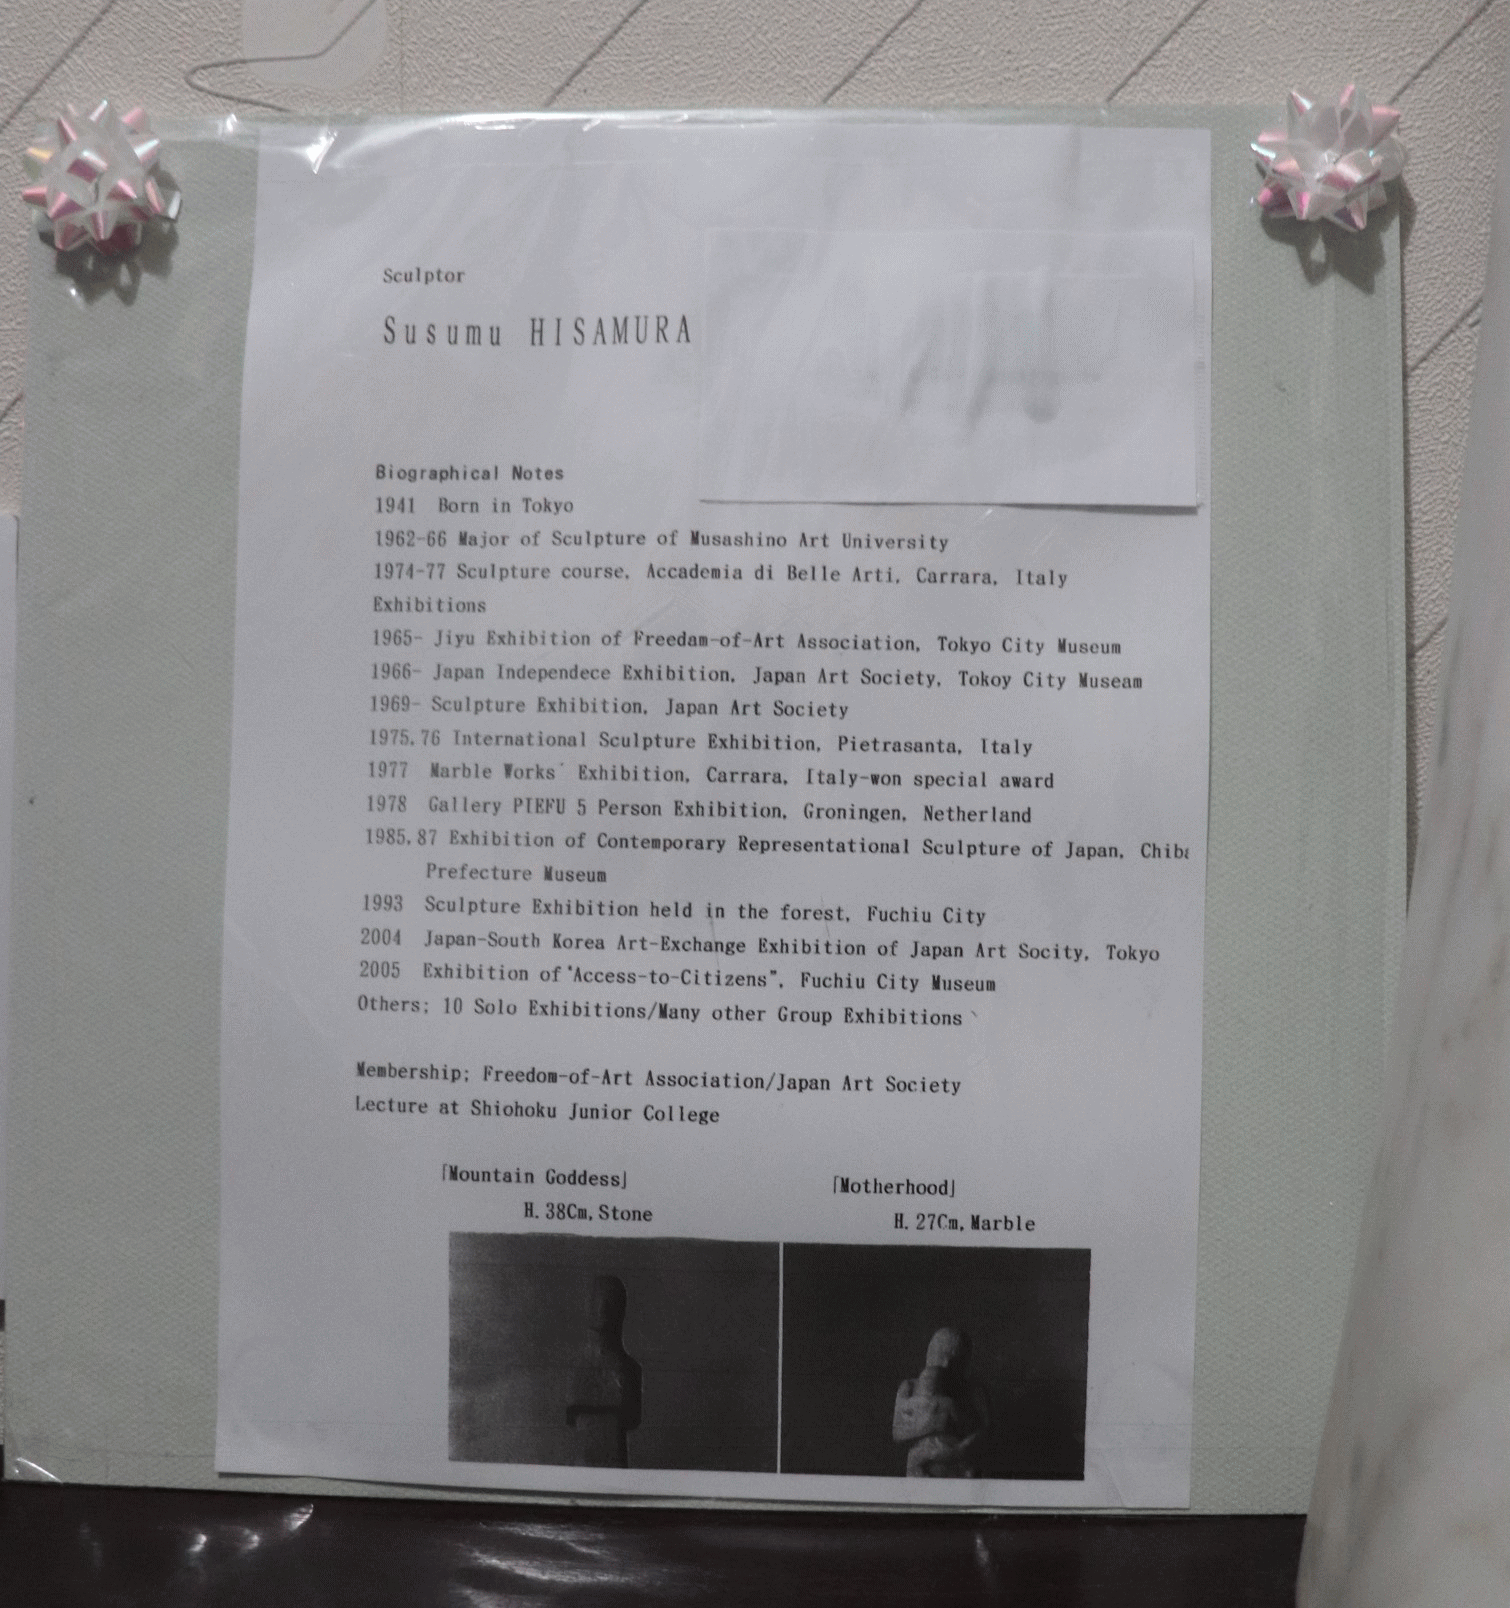 Sculptor
Susumu HISAMURA
Biographical Notes
1941 Born in Tokyo
1962-66 Major of Sculpture of Musashino Art University
1974-77 Sculpture course, Accademia di Belle Arti, Carrara, Italy
Exhibitions
1965- Jiyu Exhibition of Freedam-of-Art Association, Tokyo City Museum
1966- Japan Independece Exhibition, Japan Art Society, Tokoy City Museam
1969- Sculpture Exhibition, Japan Art Society
1975,76 International Sculpture Exhibition, Pietrasanta, Italy
1977 Marble Works' Exhibition, Carrara, Italy-won special award
1978 Gallery PIEFU 5 Person Exhibition, Groningen, Netherland
1985,87 Exhibition of Contemporary Representational Sculpture of Japan, Chiba
Prefecture Museum
1993 Sculpture Exhibition held in the forest, Fuchiu City
2004 Japan-South Korea Art-Exchange Exhibition of Japan Art Socity, Tokyo
2005 Exhibition of "Access-to-Citizens", Fuchiu City Museum
Others; 10 Solo Exhibitions/Many other Group Exhibitions
Membership; Freedom-of-Art Association/Japan Art Society
Lecture at Shiohoku Junior College
「Mountain Goddess」 「Motherhood」
H.38Cm,Stone H.27Cm,Marble